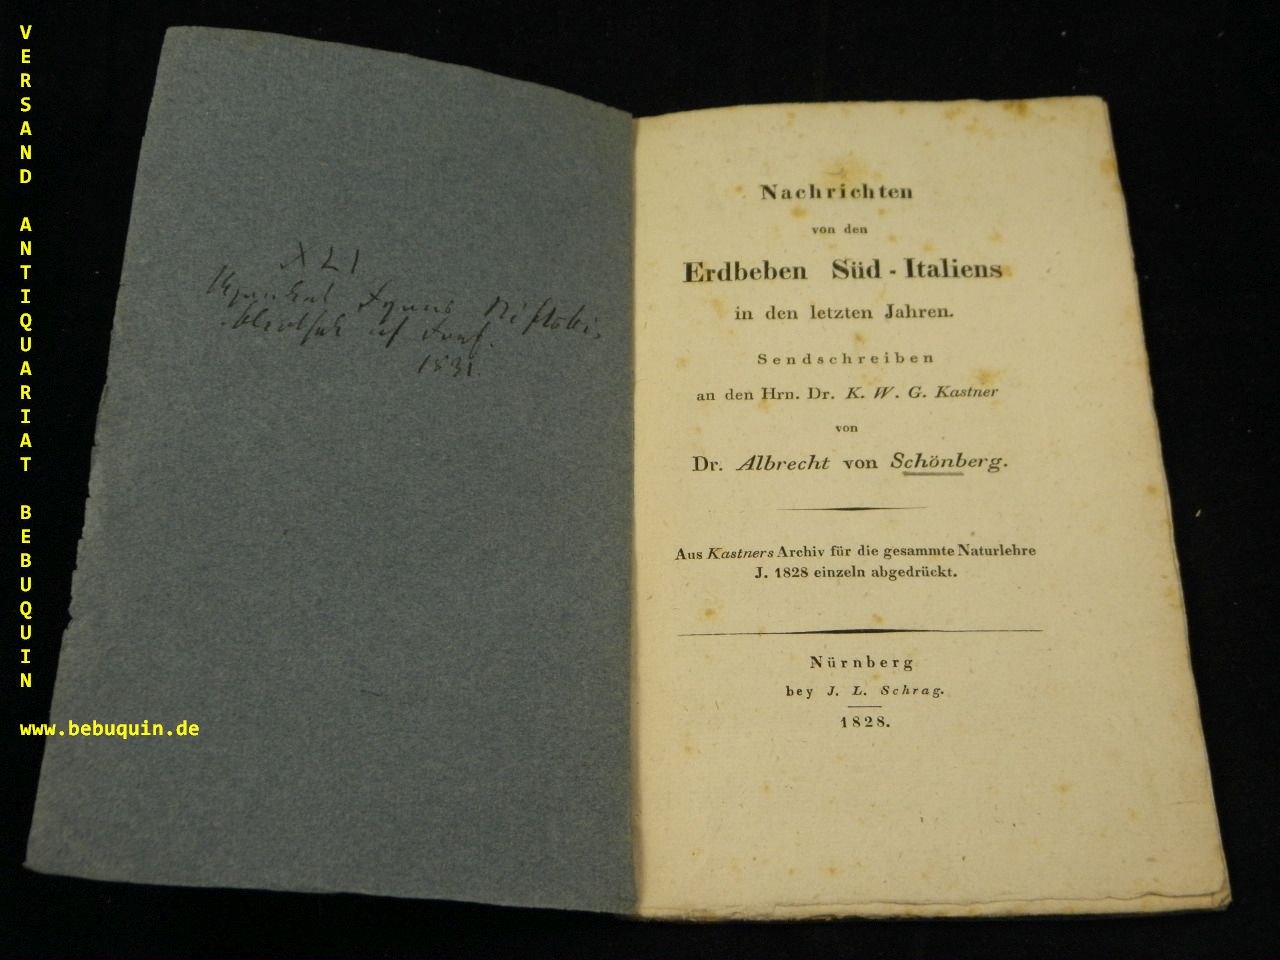 VERSAND ANTIQUARIAT BEBUQUIN
www.bebuquin.de
XLI
1831.
Nachrichten
von den
Erdbeben Süd - Italiens
in den letzten Jahren.
Sendschreiben
an den Hrn. Dr. K. W. G. Kastner
von
Dr. Albrecht von Schönberg.
Aus Kastners Archiv für die gesammte Naturlehre
J. 1828 einzeln abgedrückt.
Nürnberg
bey J. L. Schrag.
1828.